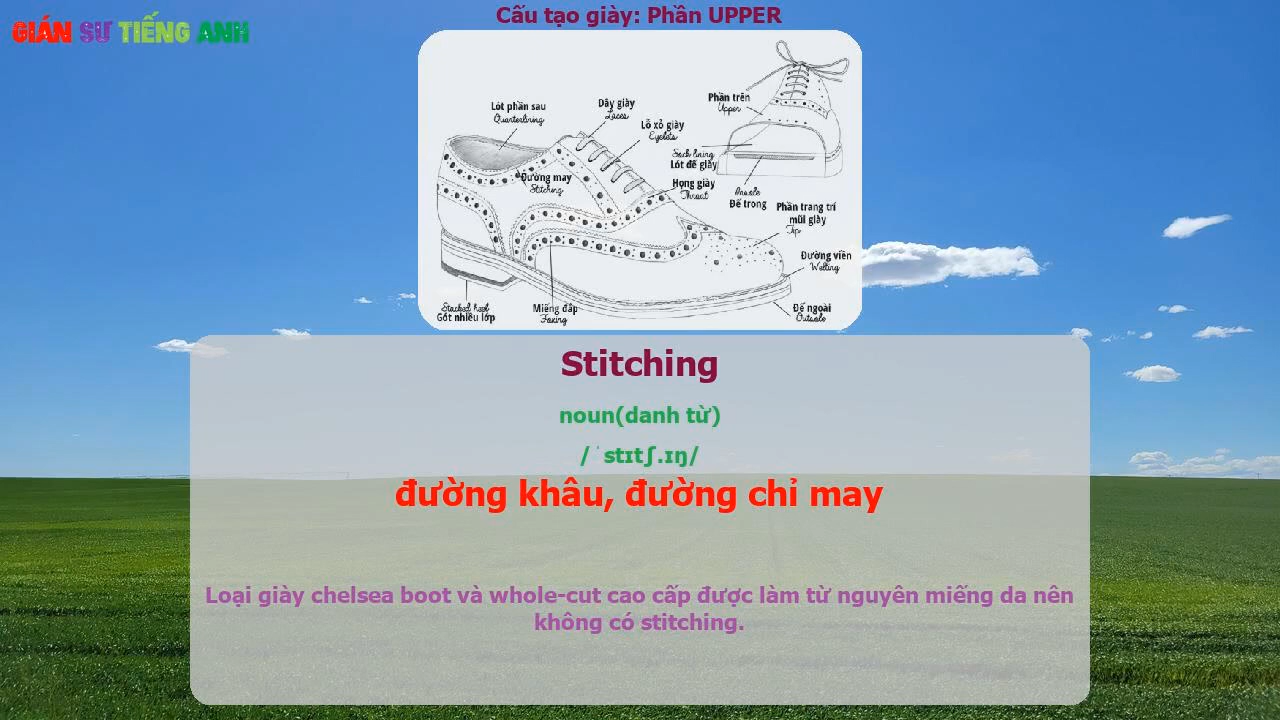 Cấu tạo giày: Phần UPPER
GIÁN SƯ TIẾNG ANH
Lót phần sau
Quarterlining
Dây giày
Laces
Lỗ xỏ giày
Eyelets
Phần trên
Upper
Sock lining
Lót đế giày
Đường may
Stitching
Họng giày
Throat
Insole
Đế trong
Phần trang trí
mũi giày
Tip
Đường viền
Welting
Stacked heel
Gót nhiều lớp
Miếng đắp
Foxing
Đế ngoài
Outsole
Stitching
noun(danh từ)
/ˈstɪtʃ.ɪŋ/
đường khâu, đường chỉ may
Loại giày chelsea boot và whole-cut cao cấp được làm từ nguyên miếng da nên
không có stitching.